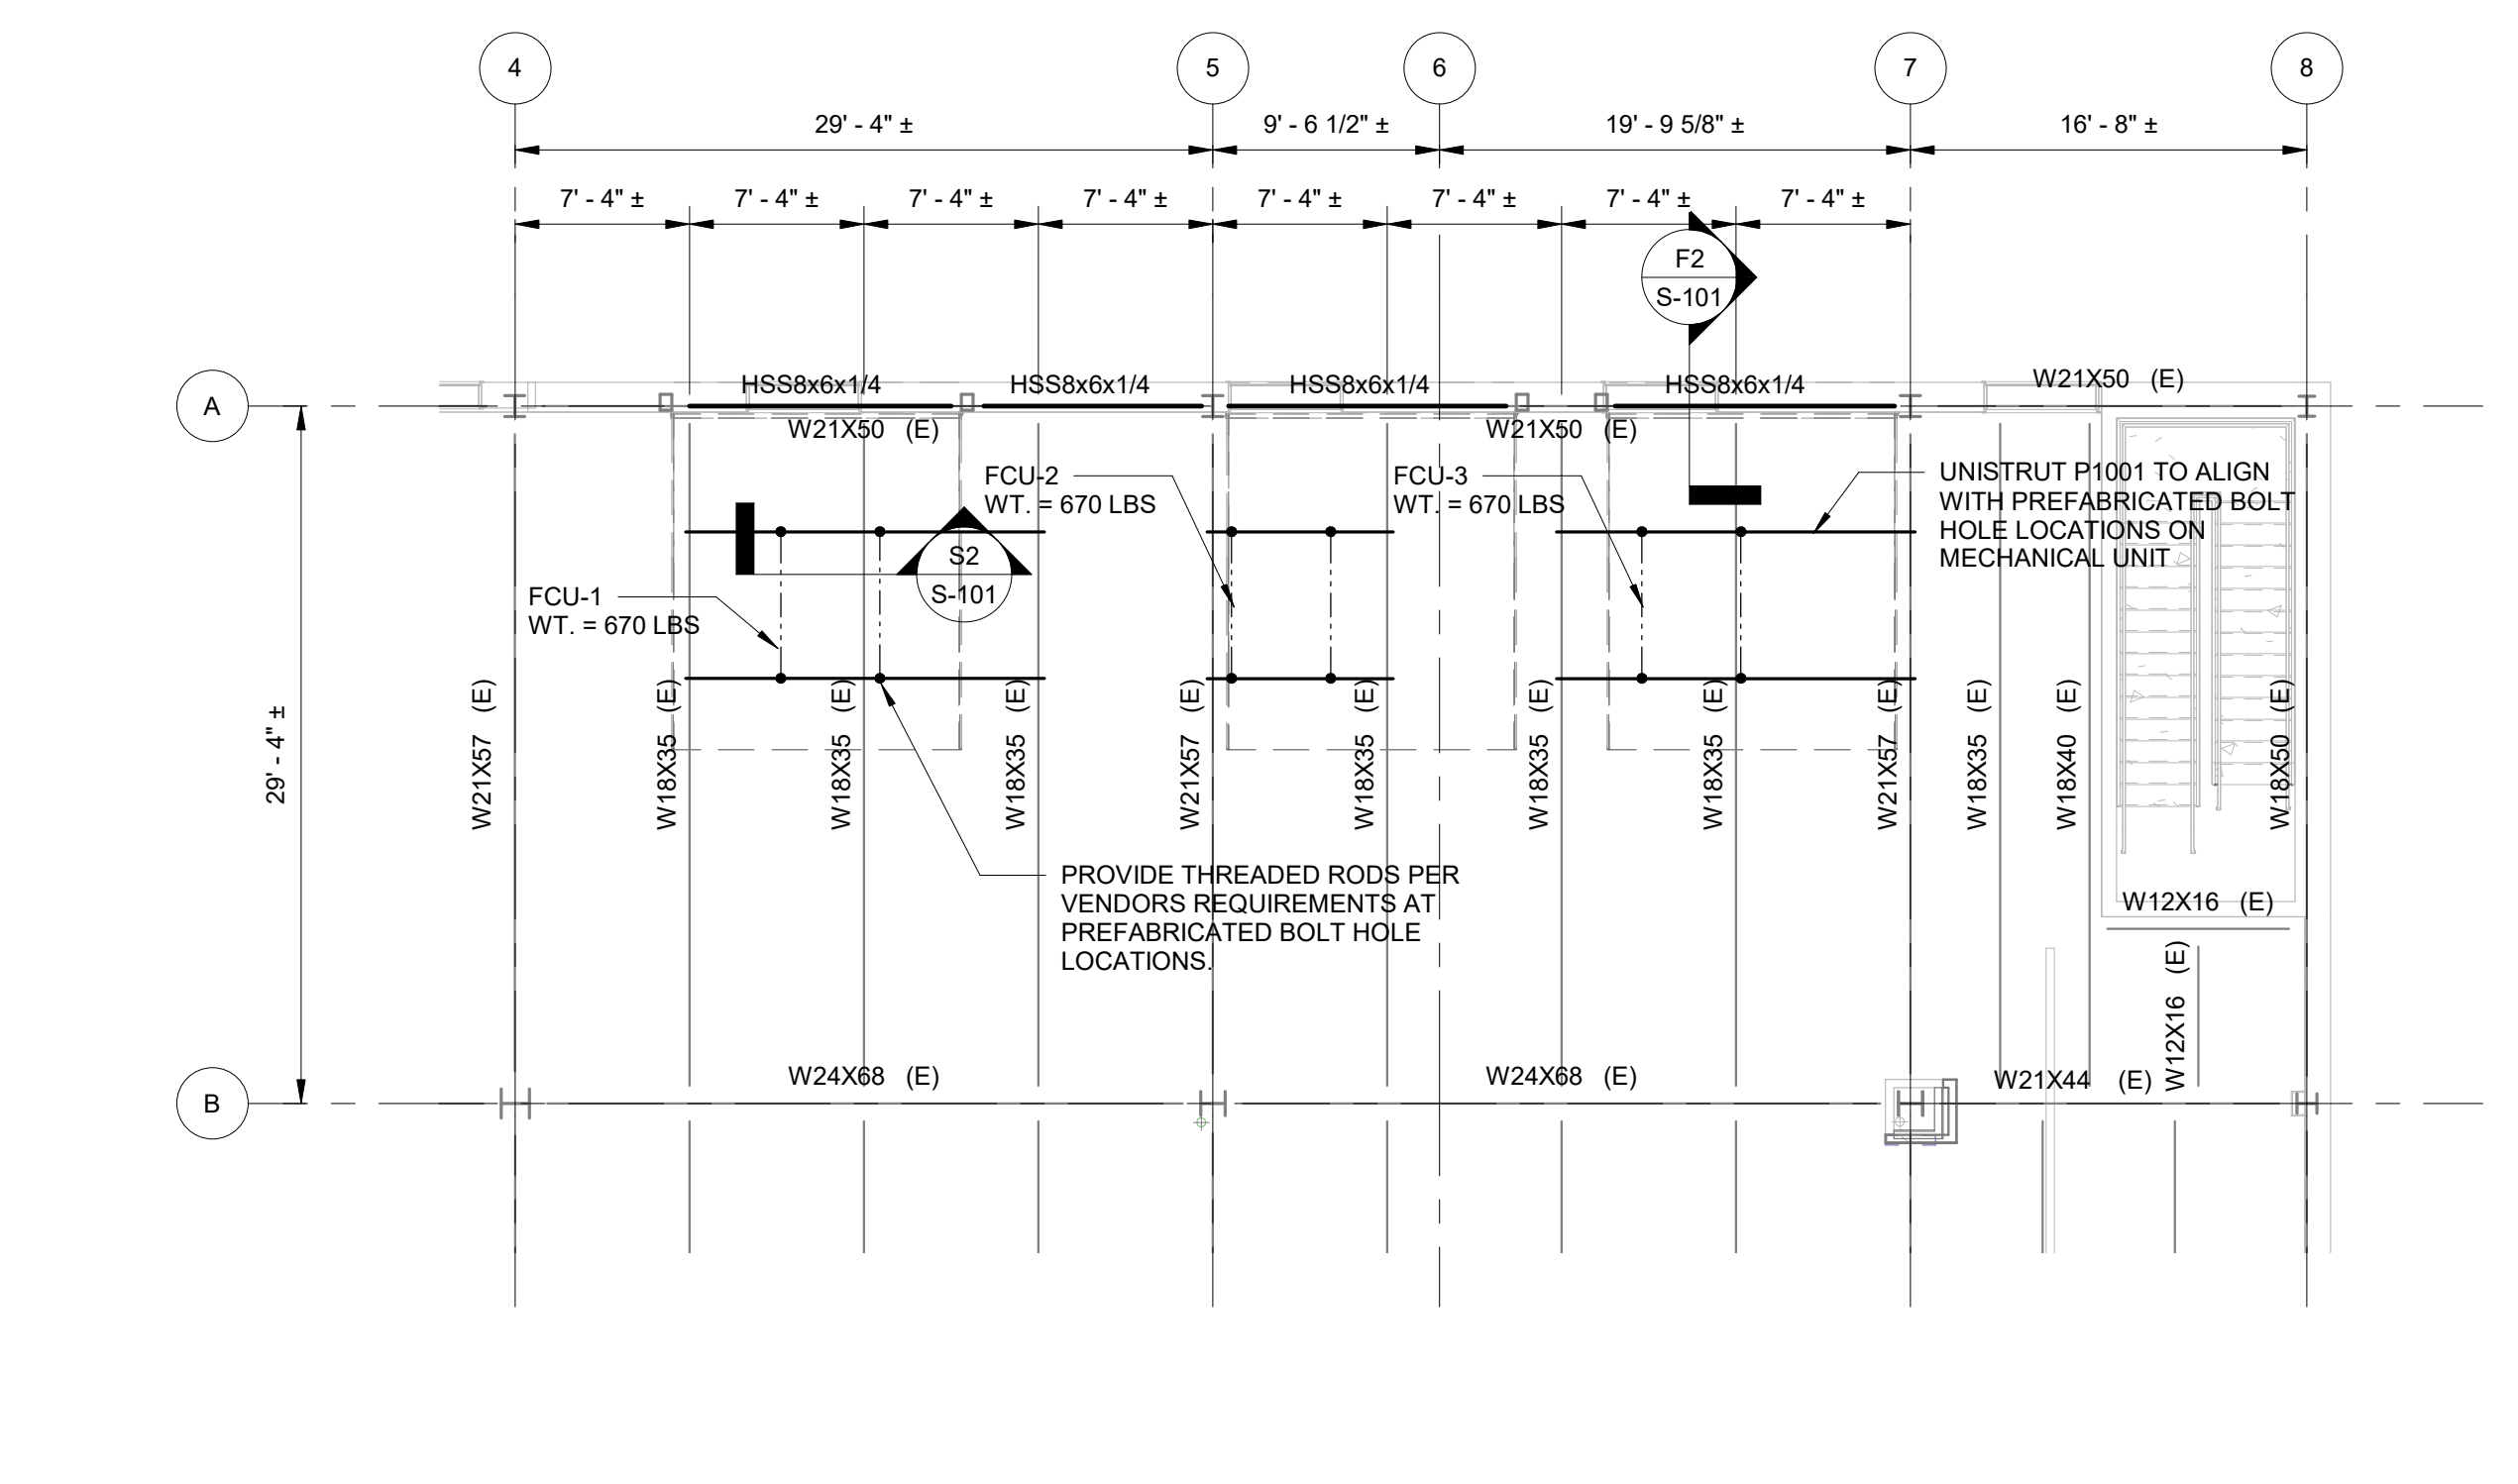 4
5
6
7
8
29' - 4" ±
9' - 6 1/2" ±
19' - 9 5/8" ±
16' - 8" ±
7' - 4" ±
7' - 4" ±
7' - 4" ±
7' - 4" ±
7' - 4" ±
7' - 4" ±
7' - 4" ±
7' - 4" ±
F2
S-101
A
HSS8x6x1/4
HSS8x6x1/4
HSS8x6x1/4
HSS8x6x1/4
W21X50 (E)
W21X50 (E)
W21X50 (E)
FCU-2
WT. = 670 LBS
FCU-3
WT. = 670 LBS
UNISTRUT P1001 TO ALIGN
WITH PREFABRICATED BOLT
HOLE LOCATIONS ON
MECHANICAL UNIT
S2
S-101
FCU-1
WT. = 670 LBS
29' - 4" ±
W21X57 (E)
W18X35 (E)
W18X35 (E)
W18X35 (E)
W21X57 (E)
W18X35 (E)
W18X35 (E)
W18X35 (E)
W21X57 (E)
W18X35 (E)
W18X40 (E)
W18X50 (E)
PROVIDE THREADED RODS PER
VENDORS REQUIREMENTS AT
PREFABRICATED BOLT HOLE
LOCATIONS.
W12X16 (E)
W12X16 (E)
W24X68 (E)
W24X68 (E)
W21X44 (E)
B